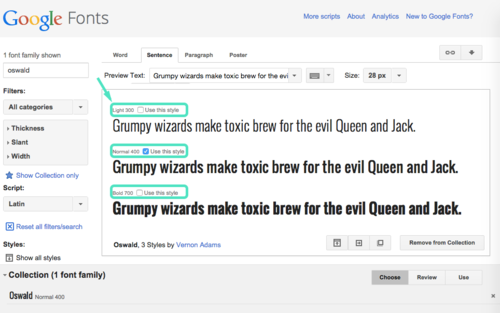 Google Fonts
More scripts About Analytics New to Google Fonts?
1 font family shown
oswald
Filters:
All categories
Thickness
Slant
Width
Show Collection only
Script:
Latin
Reset all filters/search
Styles:
Show all styles
Word Sentence Paragraph Poster
Preview Text: Grumpy wizards make toxic brew for the evi Size: 28 px
Light 300 Use this style
Grumpy wizards make toxic brew for the evil Queen and Jack.
Normal 400 Use this style
Grumpy wizards make toxic brew for the evil Queen and Jack.
Bold 700 Use this style
Grumpy wizards make toxic brew for the evil Queen and Jack.
Oswald, 3 Styles by Vernon Adams
Remove from Collection
Collection (1 font family)
Choose Review Use
Oswald Normal 400